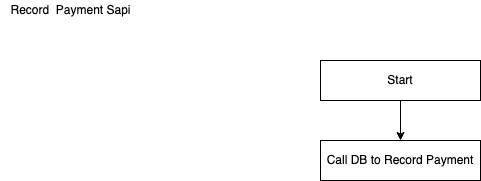 Record  Payment Sapi
Start
Call DB to Record Payment